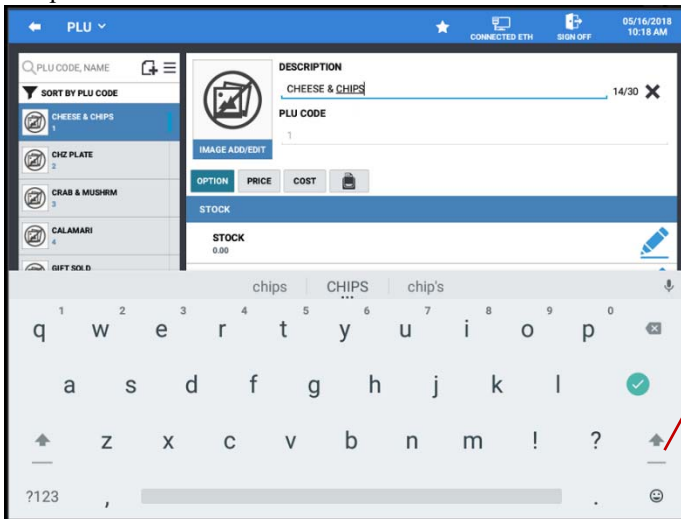 PLU
CONNECTED ETH
SIGN OFF
05/16/2018
10:18 AM
PLU CODE, NAME
SORT BY PLU CODE
CHEESE & CHIPS
1
CHZ PLATE
2
CRAB & MUSHRM
3
CALAMARI
4
GIFT SOLD
DESCRIPTION
CHEESE & CHIPS
14/30
PLU CODE
1
IMAGE ADD/EDIT
OPTION PRICE COST
STOCK
STOCK
0.00
chips CHIPS chip's
1 2 3 4 5 6 7 8 9 0
q w e r t y u i o p
a s d f g h j k l
z x c v b n m ! ?
?123 , .